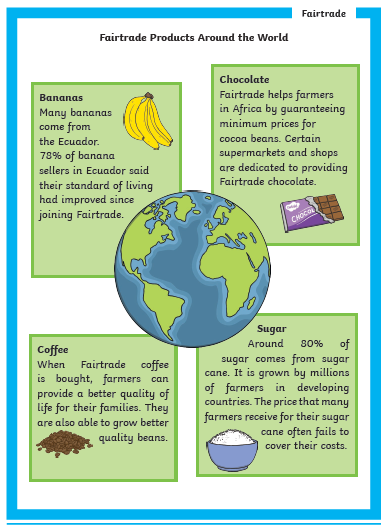 Fairtrade
Fairtrade Products Around the World
Bananas
Many bananas
come from
the Ecuador.
78% of banana
sellers in Ecuador said
their standard of living
had improved since
joining Fairtrade.
Chocolate
Fairtrade helps farmers
in Africa by guaranteeing
minimum prices for
cocoa beans. Certain
supermarkets and shops
are dedicated to providing
Fairtrade chocolate.
Coffee
When Fairtrade coffee
is bought, farmers can
provide a better quality of
life for their families. They
are also able to grow better
quality beans.
Sugar
Around 80% of
sugar comes from sugar
cane. It is grown by millions
of farmers in developing
countries. The price that many
farmers receive for their sugar
cane often fails to
cover their costs.